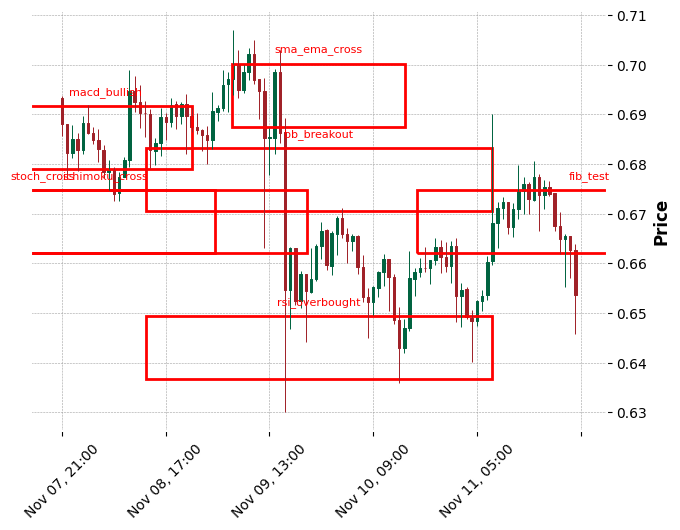 0.71
sma_ema_cross
0.70
macd_bullish
0.69
bb_breakout
0.68
stoch_cross
ichimoku_cross
fib_test
0.67
Price
0.66
rsi_overbought
0.65
0.64
0.63
Nov 07, 21:00
Nov 08, 17:00
Nov 09, 13:00
Nov 10, 09:00
Nov 11, 05:00